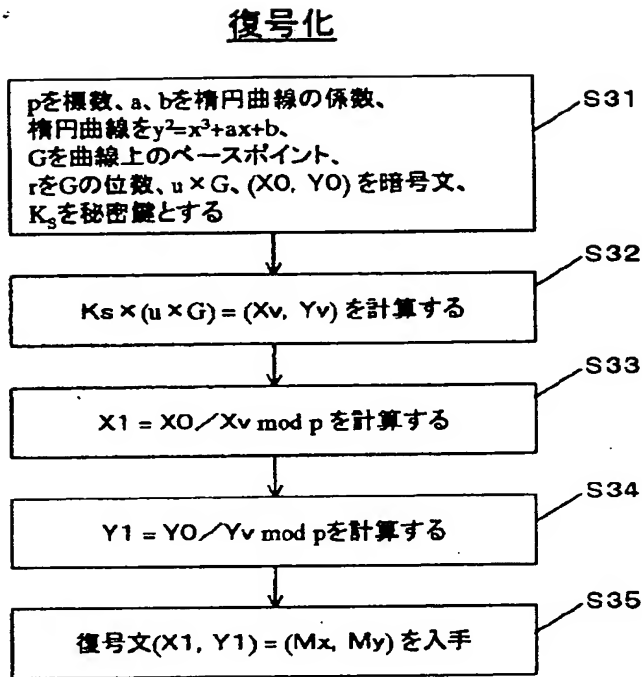 復号化
pを標数、a、bを楕円曲線の係数、
楕円曲線をy²=x³+ax+b、
Gを曲線上のベースポイント、
rをGの位数、u×G、(X0, Y0) を暗号文、
K_Sを秘密鍵とする
S31
Ks×(u×G)=(Xv, Yv) を計算する
S32
X1 = X0／Xv mod p を計算する
S33
Y1 = Y0／Yv mod pを計算する
S34
復号文(X1, Y1)=(Mx, My) を入手
S35